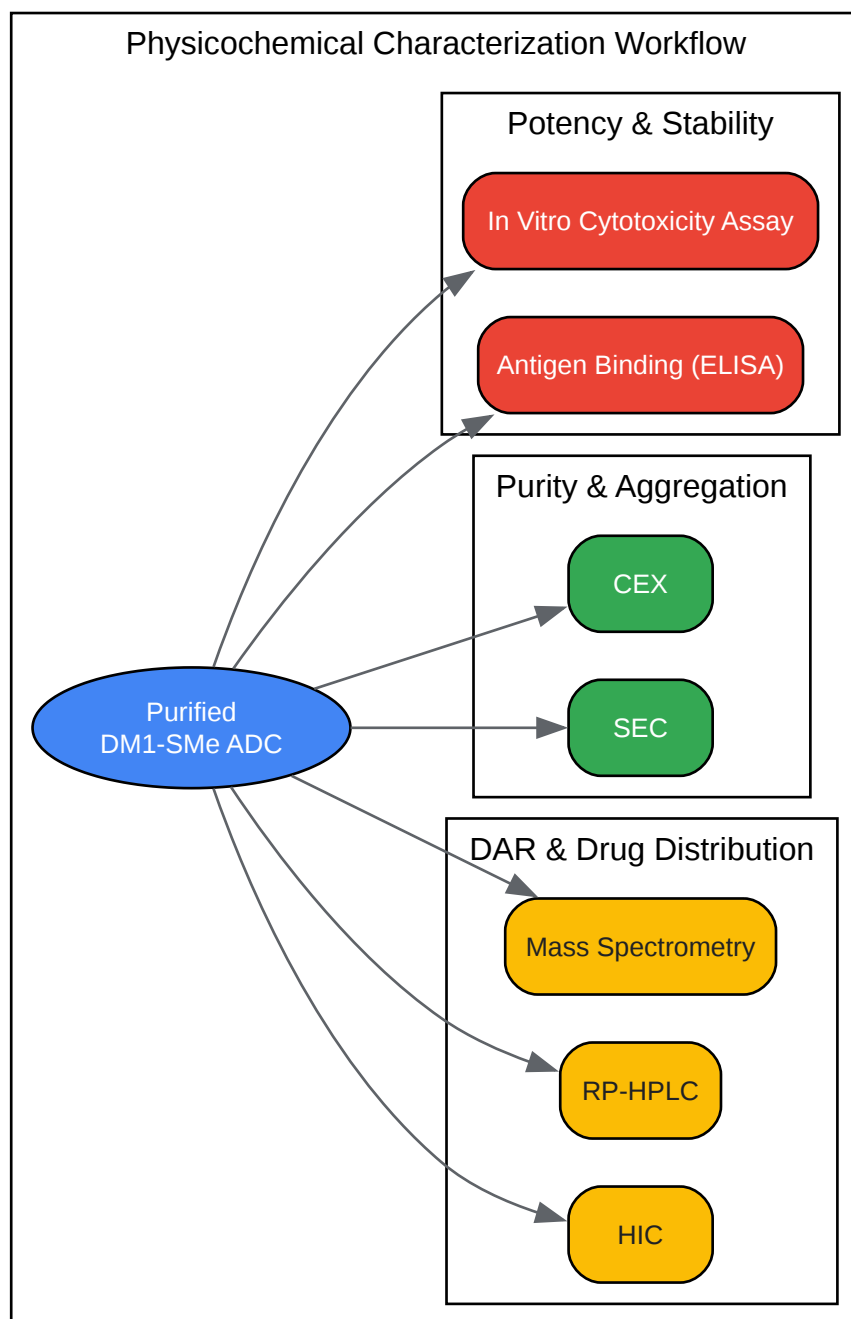 Physicochemical Characterization Workflow
Potency & Stability
In Vitro Cytotoxicity Assay
Antigen Binding (ELISA)
Purity & Aggregation
CEX
SEC
Purified
DM1-SMe ADC
DAR & Drug Distribution
Mass Spectrometry
RP-HPLC
HIC